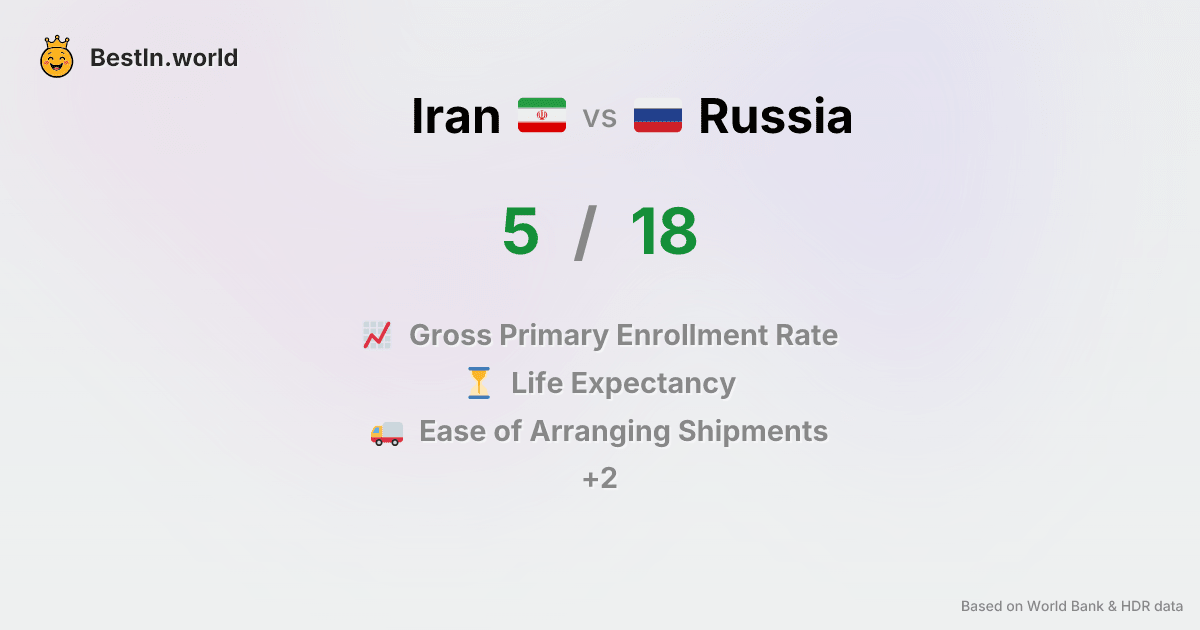 BestIn.world
Iran vs Russia
5 / 18
Gross Primary Enrollment Rate
Life Expectancy
Ease of Arranging Shipments
+2
Based on World Bank & HDR data